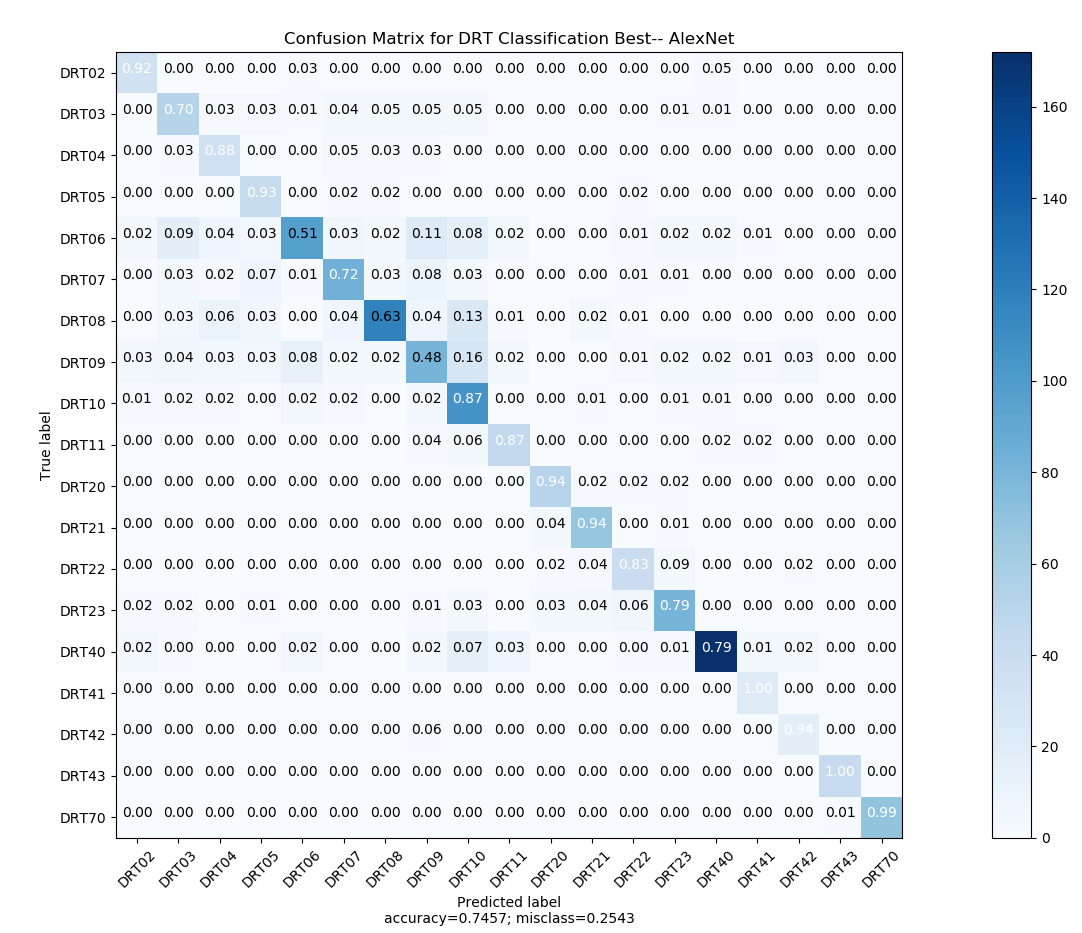 Confusion Matrix for DRT Classification Best-- AlexNet
DRT02 0.92 0.00 0.00 0.00 0.03 0.00 0.00 0.00 0.00 0.00 0.00 0.00 0.00 0.00 0.05 0.00 0.00 0.00 0.00
DRT03 0.00 0.70 0.03 0.03 0.01 0.04 0.05 0.05 0.05 0.00 0.00 0.00 0.00 0.01 0.01 0.00 0.00 0.00 0.00
DRT04 0.00 0.03 0.88 0.00 0.00 0.05 0.03 0.03 0.00 0.00 0.00 0.00 0.00 0.00 0.00 0.00 0.00 0.00 0.00
DRT05 0.00 0.00 0.00 0.93 0.00 0.02 0.02 0.00 0.00 0.00 0.00 0.00 0.02 0.00 0.00 0.00 0.00 0.00 0.00
DRT06 0.02 0.09 0.04 0.03 0.51 0.03 0.02 0.11 0.08 0.02 0.00 0.00 0.01 0.02 0.02 0.01 0.00 0.00 0.00
DRT07 0.00 0.03 0.02 0.07 0.01 0.72 0.03 0.08 0.03 0.00 0.00 0.00 0.01 0.01 0.00 0.00 0.00 0.00 0.00
DRT08 0.00 0.03 0.06 0.03 0.00 0.04 0.63 0.04 0.13 0.01 0.00 0.02 0.01 0.00 0.00 0.00 0.00 0.00 0.00
DRT09 0.03 0.04 0.03 0.03 0.08 0.02 0.02 0.48 0.16 0.02 0.00 0.00 0.01 0.02 0.02 0.01 0.03 0.00 0.00
DRT10 0.01 0.02 0.02 0.00 0.02 0.02 0.00 0.02 0.87 0.00 0.00 0.01 0.00 0.01 0.01 0.00 0.00 0.00 0.00
DRT11 0.00 0.00 0.00 0.00 0.00 0.00 0.00 0.04 0.06 0.87 0.00 0.00 0.00 0.00 0.02 0.02 0.00 0.00 0.00
DRT20 0.00 0.00 0.00 0.00 0.00 0.00 0.00 0.00 0.00 0.00 0.94 0.02 0.02 0.02 0.00 0.00 0.00 0.00 0.00
DRT21 0.00 0.00 0.00 0.00 0.00 0.00 0.00 0.00 0.00 0.00 0.04 0.94 0.00 0.01 0.00 0.00 0.00 0.00 0.00
DRT22 0.00 0.00 0.00 0.00 0.00 0.00 0.00 0.00 0.00 0.00 0.02 0.04 0.83 0.09 0.00 0.00 0.02 0.00 0.00
DRT23 0.02 0.02 0.00 0.01 0.00 0.00 0.00 0.01 0.03 0.00 0.03 0.04 0.06 0.79 0.00 0.00 0.00 0.00 0.00
DRT40 0.02 0.00 0.00 0.00 0.02 0.00 0.00 0.02 0.07 0.03 0.00 0.00 0.00 0.01 0.79 0.01 0.02 0.00 0.00
DRT41 0.00 0.00 0.00 0.00 0.00 0.00 0.00 0.00 0.00 0.00 0.00 0.00 0.00 0.00 0.00 1.00 0.00 0.00 0.00
DRT42 0.00 0.00 0.00 0.00 0.00 0.00 0.00 0.06 0.00 0.00 0.00 0.00 0.00 0.00 0.00 0.00 0.94 0.00 0.00
DRT43 0.00 0.00 0.00 0.00 0.00 0.00 0.00 0.00 0.00 0.00 0.00 0.00 0.00 0.00 0.00 0.00 0.00 1.00 0.00
DRT70 0.00 0.00 0.00 0.00 0.00 0.00 0.00 0.00 0.00 0.00 0.00 0.00 0.00 0.00 0.00 0.00 0.00 0.01 0.99
True label
DRT02 DRT03 DRT04 DRT05 DRT06 DRT07 DRT08 DRT09 DRT10 DRT11 DRT20 DRT21 DRT22 DRT23 DRT40 DRT41 DRT42 DRT43 DRT70
Predicted label
accuracy=0.7457; misclass=0.2543
160
140
120
100
80
60
40
20
0